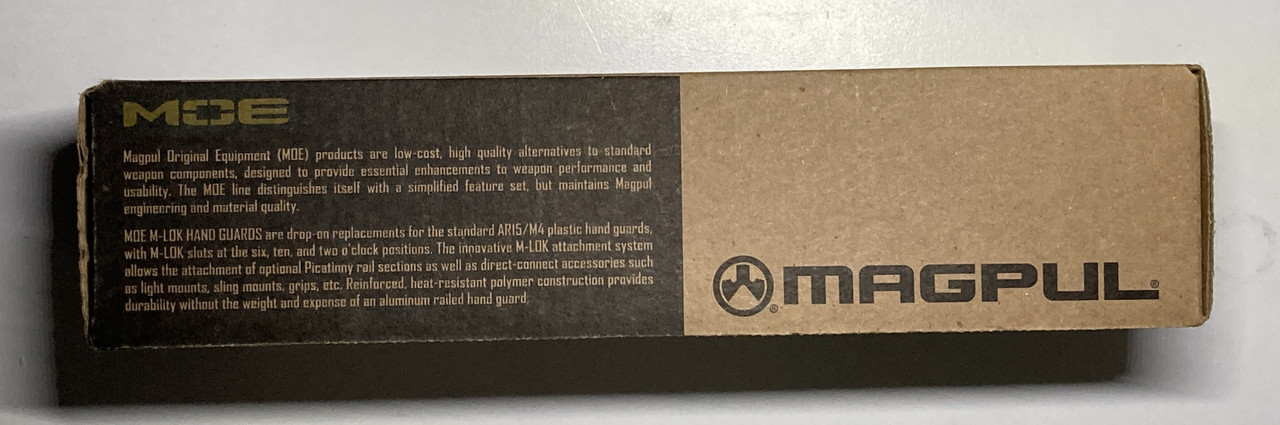 MOE
Magpul Original Equipment (MOE) products are low-cost, high quality alternatives to standard
weapon components, designed to provide essential enhancements to weapon performance and
usability. The MOE line distinguishes itself with a simplified feature set, but maintains Magpul
engineering and material quality.
MOE M-LOK HAND GUARDS are drop-on replacements for the standard AR15/M4 plastic hand guards,
with M-LOK slots at the six, ten, and two o'clock positions. The innovative M-LOK attachment system
allows the attachment of optional Picatinny rail sections as well as direct-connect accessories such
as light mounts, sling mounts, grips, etc. Reinforced, heat-resistant polymer construction provides
durability without the weight and expense of an aluminum railed hand guard.
® MAGPUL®